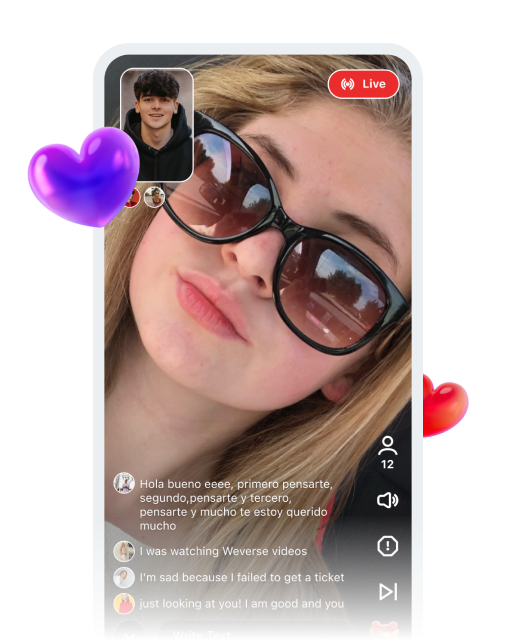 Live
12
Hola bueno eeee, primero pensarte,
segundo,pensarte y tercero,
pensarte y mucho te estoy querido
mucho
I was watching Weverse videos
I'm sad because I failed to get a ticket
just looking at you! I am good and you